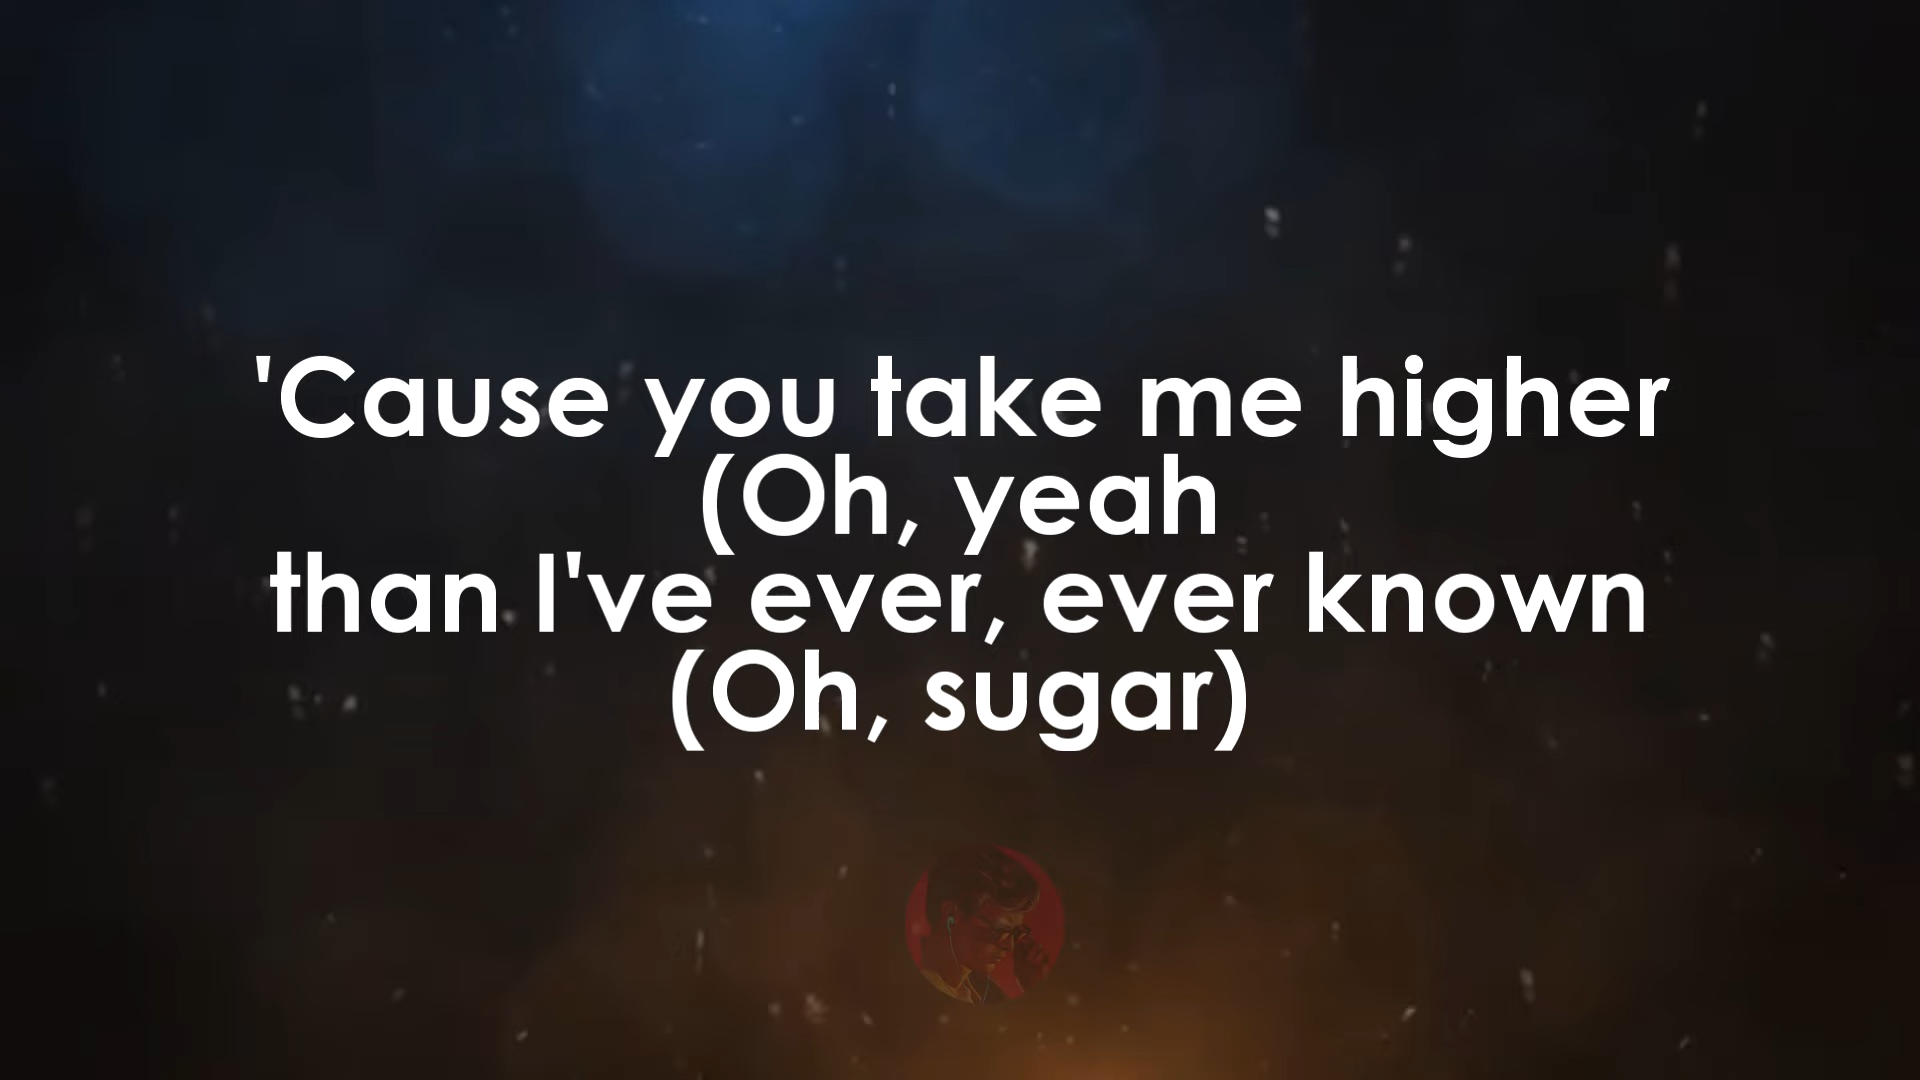 'Cause you take me higher
(Oh, yeah
than I've ever, ever known
(Oh, sugar)